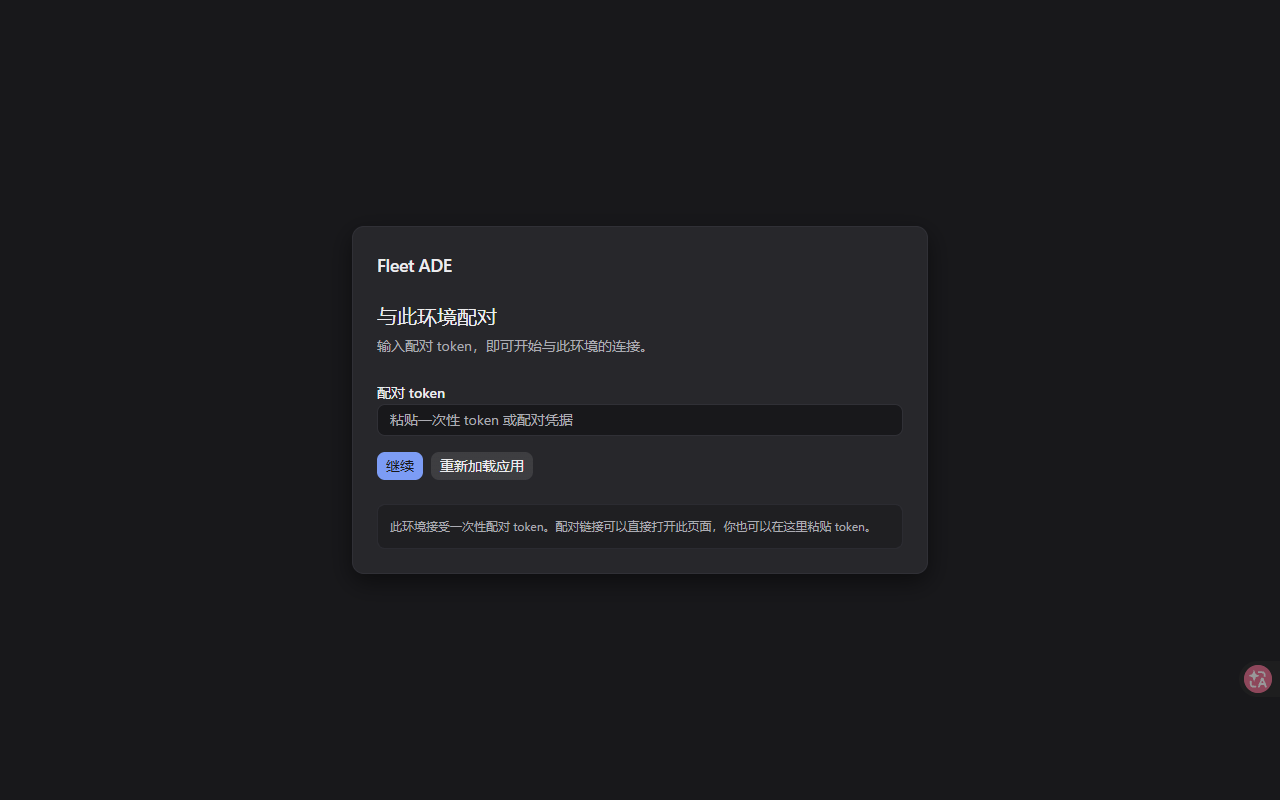 Fleet ADE
与此环境配对
输入配对 token，即可开始与此环境的连接。
配对 token
粘贴一次性 token 或配对凭据
继续
重新加载应用
此环境接受一次性配对 token。配对链接可以直接打开此页面，你也可以在这里粘贴 token。